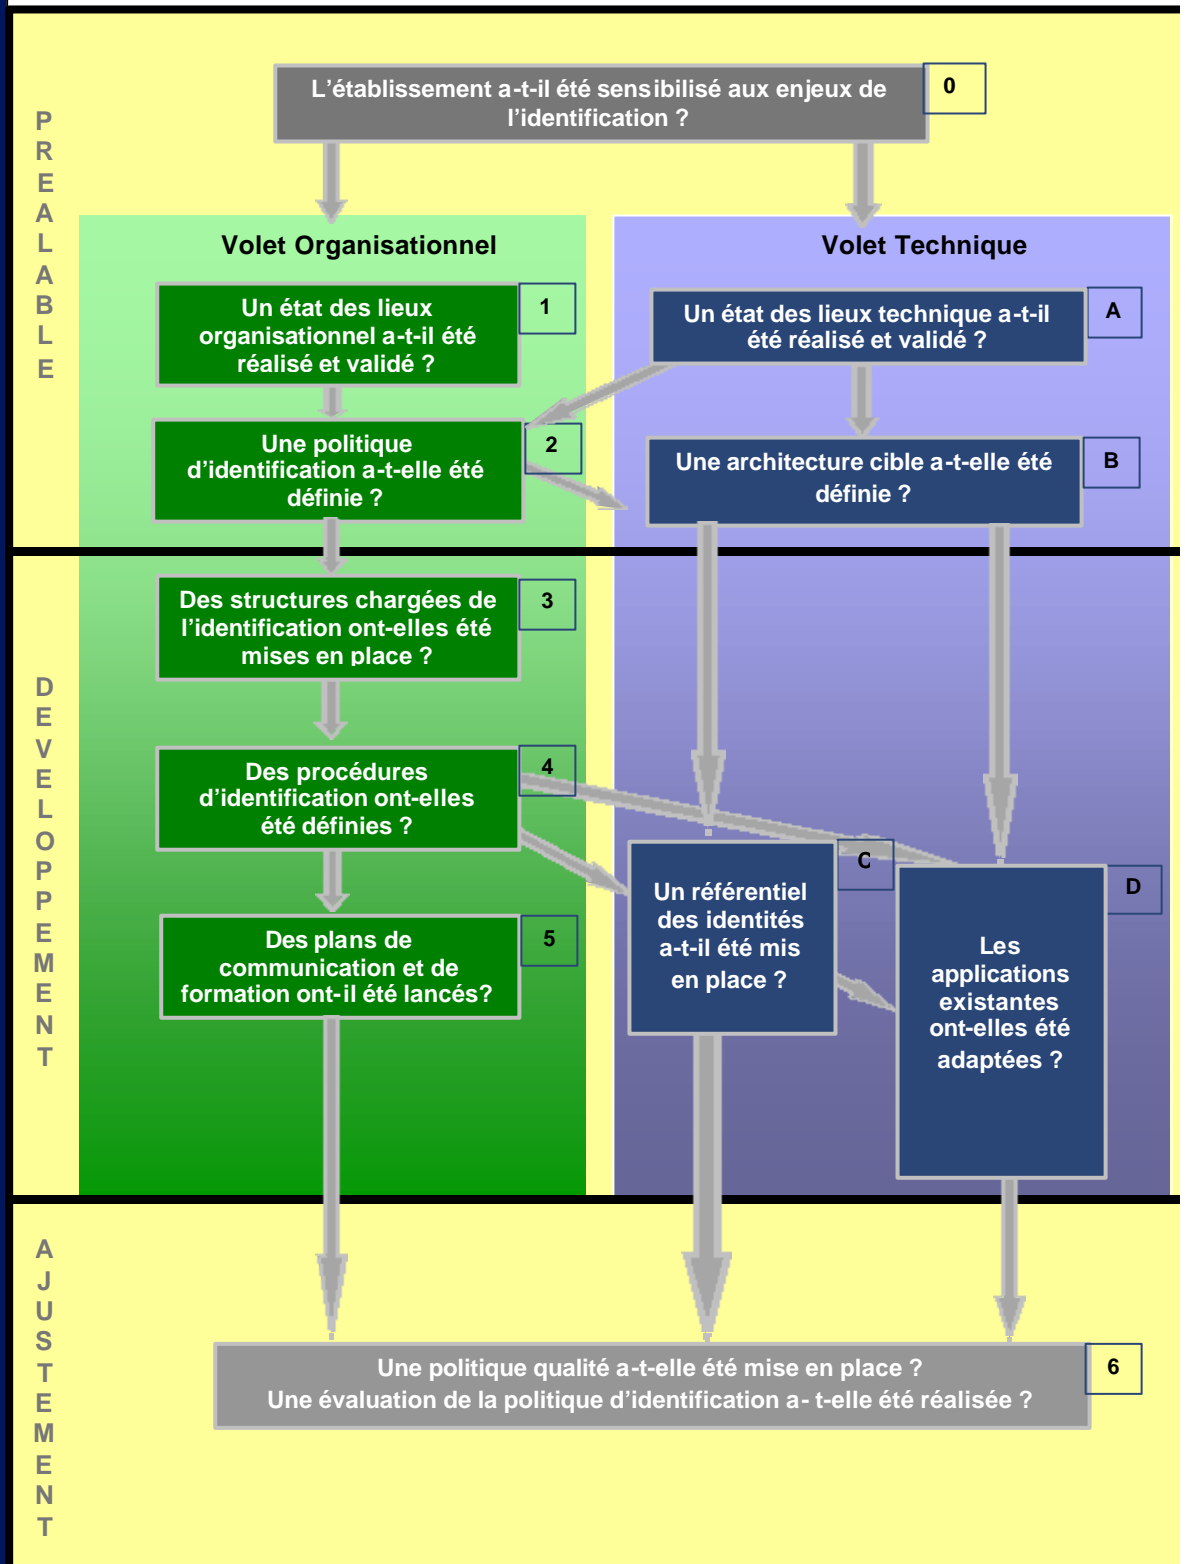 L'établissement a-t-il été sensibilisé aux enjeux de
l'identification ?
0
PREALABLE
Volet Organisationnel
Volet Technique
Un état des lieux
organisationnel a-t-il été
réalisé et validé ?
1
Un état des lieux technique a-t-il
été réalisé et validé ?
A
Une politique
d'identification a-t-elle été
définie ?
2
Une architecture cible a-t-elle été
définie ?
B
DEVELOPPEMENT
Des structures chargées de
l'identification ont-elles été
mises en place ?
3
Des procédures
d'identification ont-elles
été définies ?
4
Un référentiel
des identités
a-t-il été mis
en place ?
C
Les
applications
existantes
ont-elles été
adaptées ?
D
Des plans de
communication et de
formation ont-il été lancés?
5
AJUSTEMENT
Une politique qualité a-t-elle été mise en place ?
Une évaluation de la politique d'identification a- t-elle été réalisée ?
6